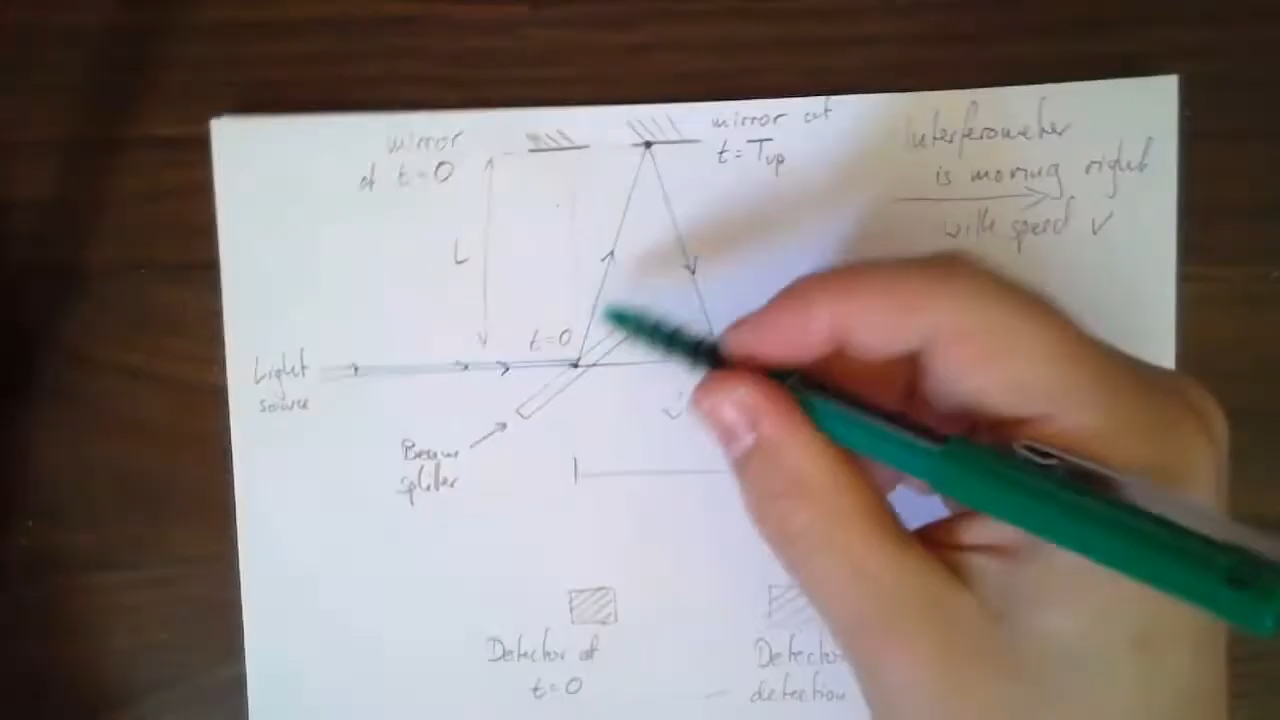 mirror
at t=0
mirror at
t=Tup
Interferometer
is moving right
with speed v
L
t=0
Light
source
Beam
splitter
Detector at
t=0
Detector
detection